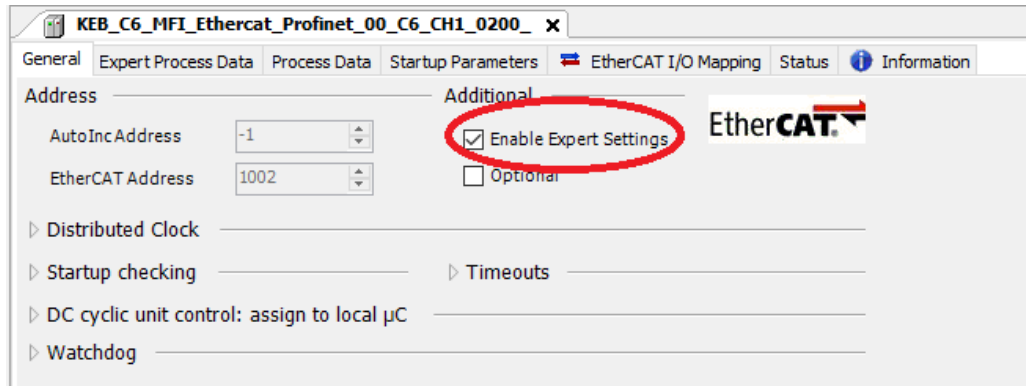 KEB_C6_MFI_Ethercat_Profinet_00_C6_CH1_0200_ x
General Expert Process Data Process Data Startup Parameters EtherCAT I/O Mapping Status Information
Address Additional
AutoInc Address -1 Enable Expert Settings EtherCAT.
EtherCAT Address 1002 Optional
Distributed Clock
Startup checking Timeouts
DC cyclic unit control: assign to local µC
Watchdog